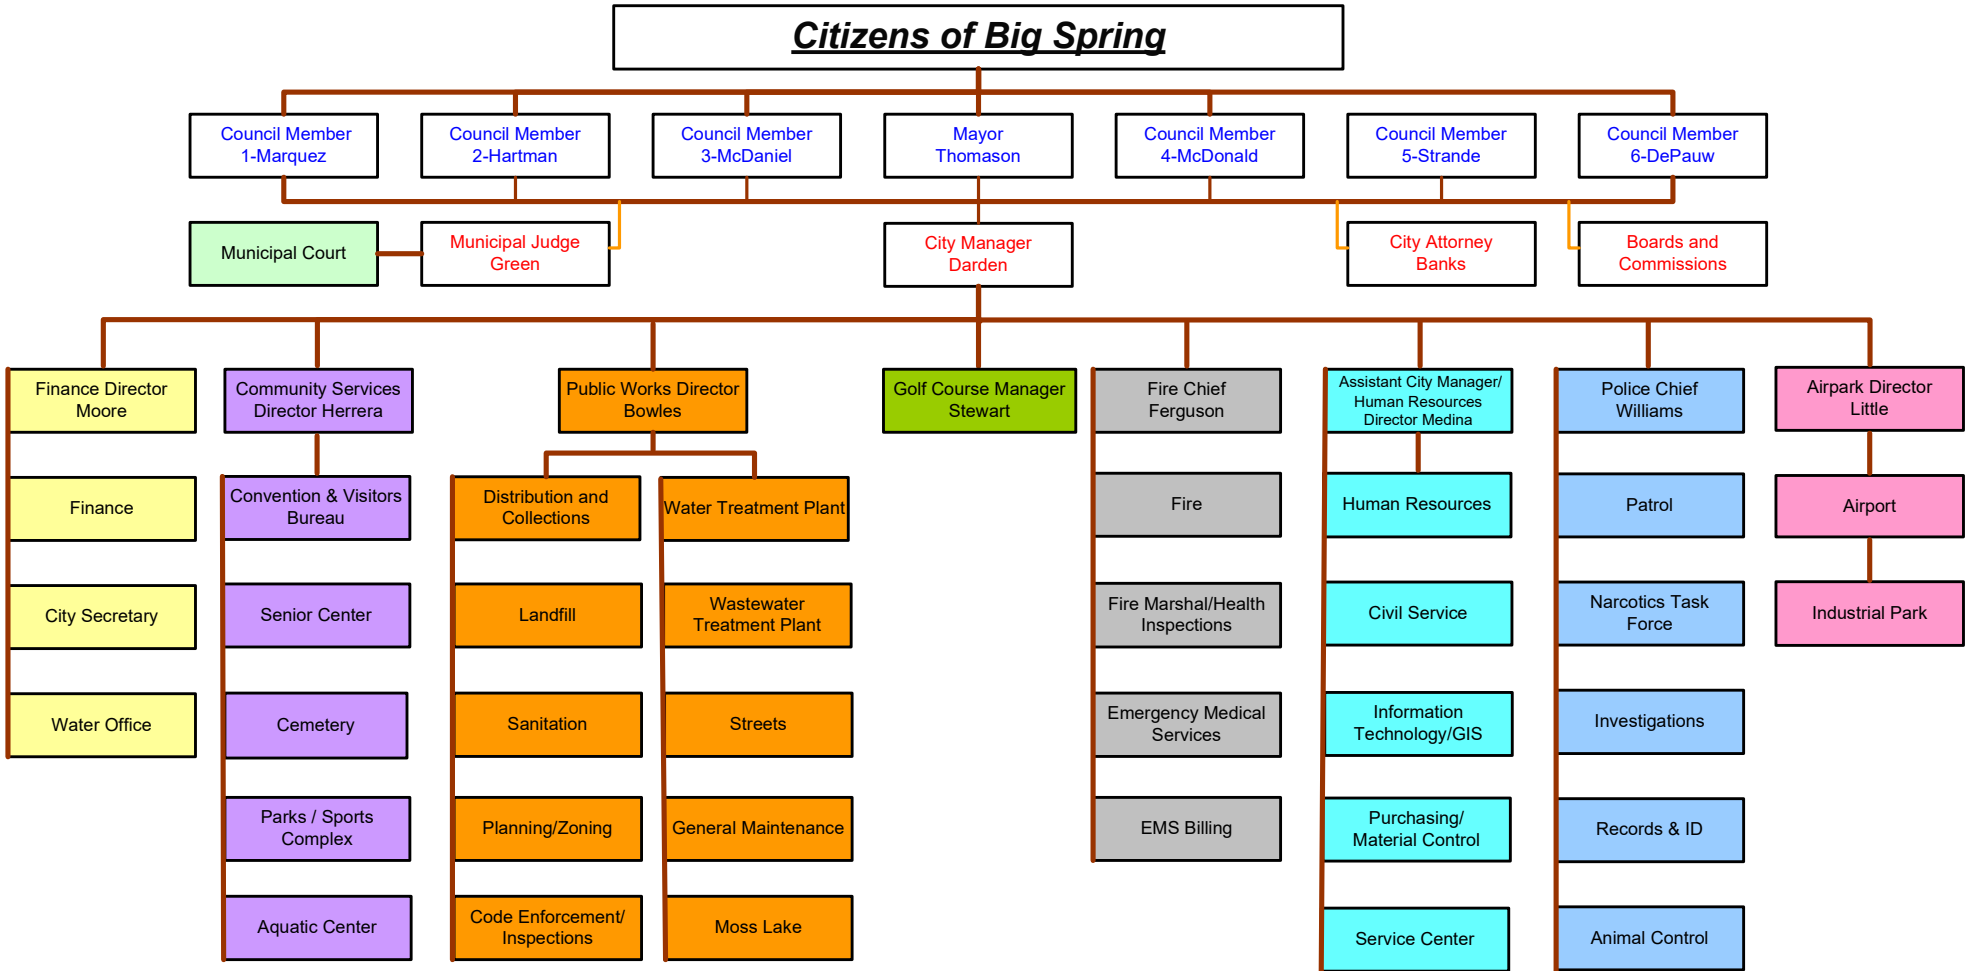 Citizens of Big Spring
Council Member
1-Marquez
Council Member
2-Hartman
Council Member
3-McDaniel
Mayor
Thomason
Council Member
4-McDonald
Council Member
5-Strande
Council Member
6-DePauw
Municipal Court
Municipal Judge
Green
City Manager
Darden
City Attorney
Banks
Boards and
Commissions
Finance Director
Moore
Finance
City Secretary
Water Office
Community Services
Director Herrera
Convention & Visitors
Bureau
Senior Center
Cemetery
Parks / Sports
Complex
Aquatic Center
Public Works Director
Bowles
Distribution and
Collections
Landfill
Sanitation
Planning/Zoning
Code Enforcement/
Inspections
Water Treatment Plant
Wastewater
Treatment Plant
Streets
General Maintenance
Moss Lake
Golf Course Manager
Stewart
Fire Chief
Ferguson
Fire
Fire Marshal/Health
Inspections
Emergency Medical
Services
EMS Billing
Assistant City Manager/
Human Resources
Director Medina
Human Resources
Civil Service
Information
Technology/GIS
Purchasing/
Material Control
Service Center
Police Chief
Williams
Patrol
Narcotics Task
Force
Investigations
Records & ID
Animal Control
Airpark Director
Little
Airport
Industrial Park